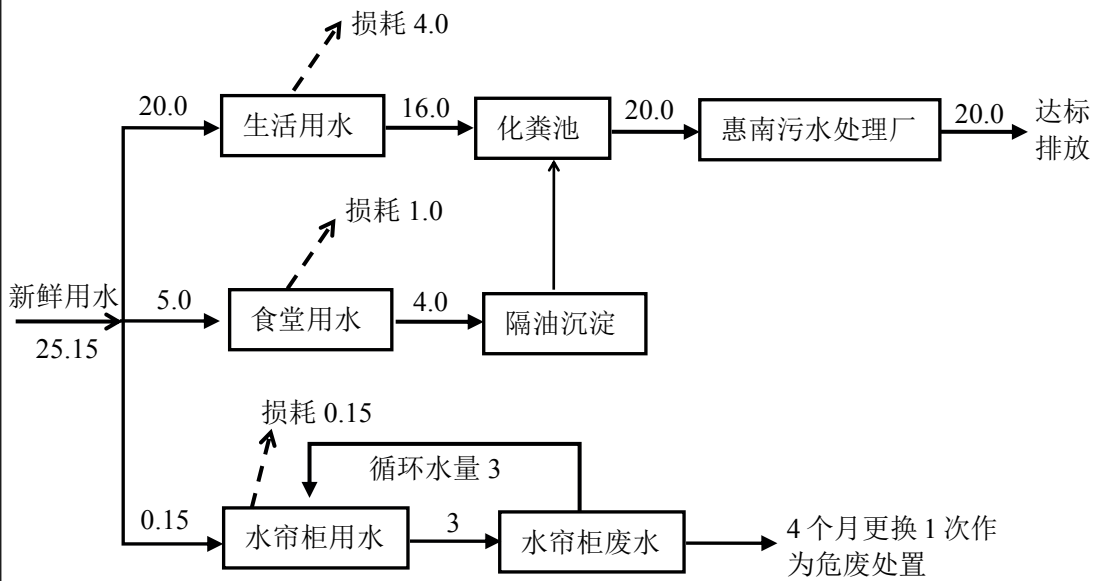 损耗 4.0
20.0
生活用水
16.0
化粪池
20.0
惠南污水处理厂
20.0
达标
排放
损耗 1.0
新鲜用水
25.15
5.0
食堂用水
4.0
隔油沉淀
损耗 0.15
循环水量 3
0.15
水帘柜用水
3
水帘柜废水
4 个月更换 1 次作
为危废处置